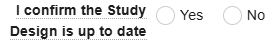 I confirm the Study Yes No
Design is up to date